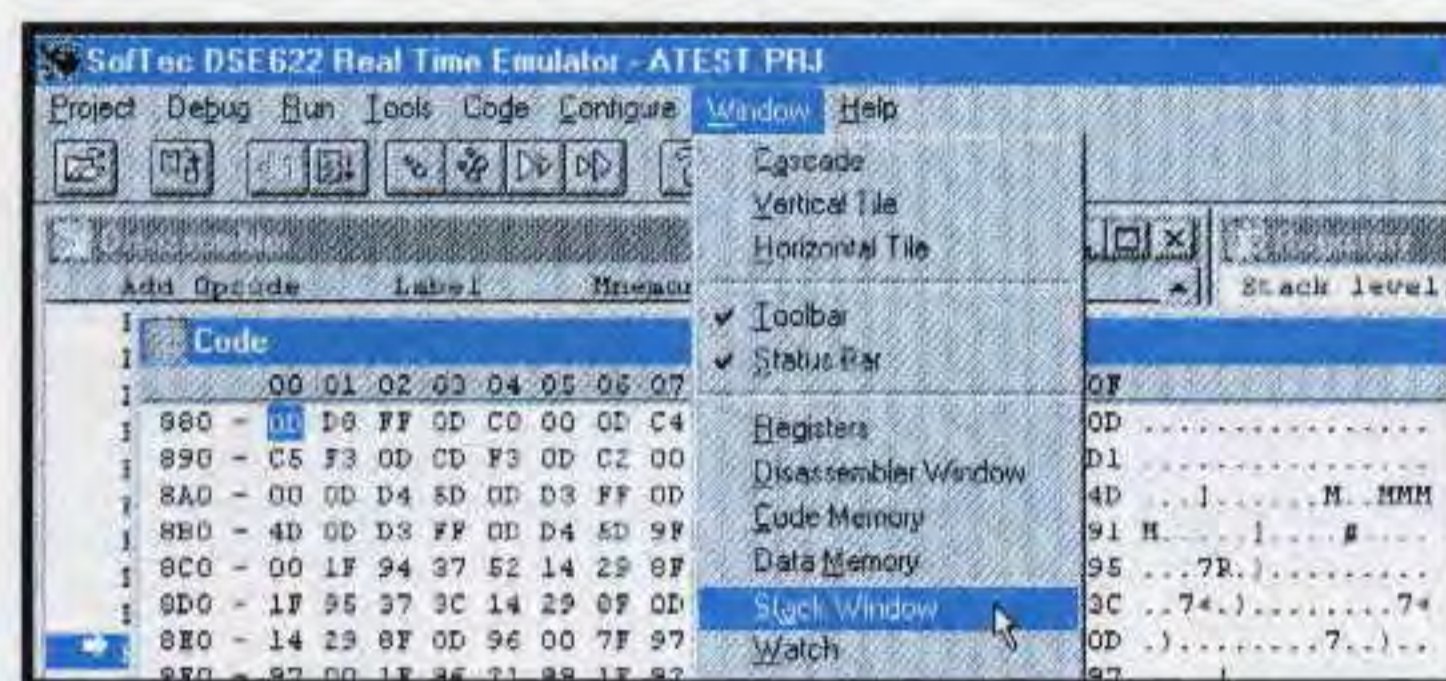 SofTec DSE622 Real Time Emulator - ATEST PRJ
Project Debug Run Tools Code Configure Window Help
Cascade
Vertical Tile
Horizontal Tile
Add Opcode Label
Stack level
Toolbar
Code
Status Bar
00 01 02 03 04 05 06 07
0F
880 - 0D D8 FF 0D C0 00 0D C4
0D
Registers
890 - C5 F3 0D CD F3 0D C2 00
D1
Disassembler Window
8A0 - 00 0D D4 5D 0D D3 FF 0D
4D ...].......M..MMM
Code Memory
8B0 - 4D 0D D3 FF 0D D4 5D 9F
91
Data Memory
8C0 - 00 1F 94 37 52 14 29 8F
95 ...7R.).........
Stack Window
8D0 - 1F 95 37 3C 14 29 8F 0D
3C ..7<.)........7<
8E0 - 14 29 8F 0D 96 00 7F 97
0D .).........7..)..
Watch